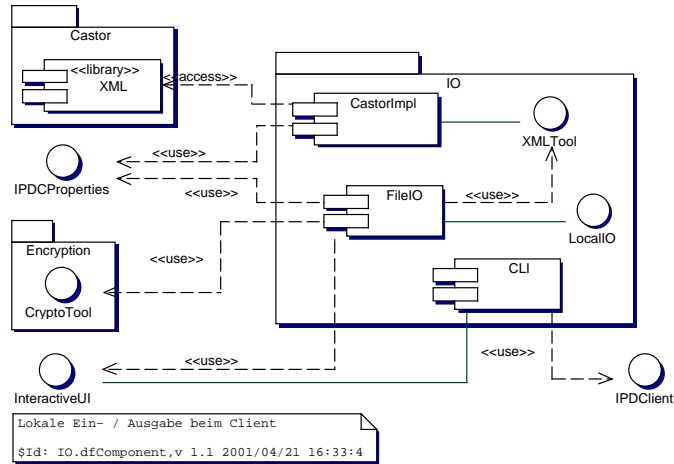 Castor
<<library>>
XML
<<access>>
IO
CastorImpl
XMLTool
<<use>>
IPDCProperties
<<use>>
FileIO
<<use>>
LocalIO
Encryption
<<use>>
CryptoTool
CLI
<<use>>
<<use>>
InteractiveUI
IPDClient
Lokale Ein- / Ausgabe beim Client
$Id: IO.dfComponent,v 1.1 2001/04/21 16:33:4